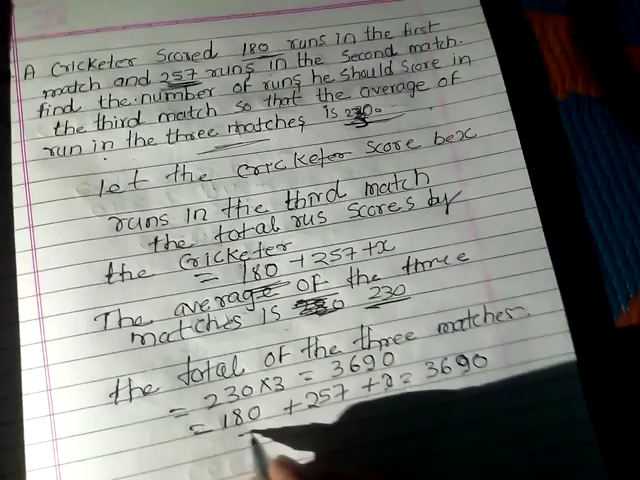 A Cricketer Scored 180 runs in the first
match and 257 runs in the Second match.
find the number of runs he should score in
the third match so that the average of
run in the three matches is 230.
let the cricketer score be x
runs in the third match
the total rus scores by
the cricketer
= 180 + 257 + x
The average of the three
matches is 230
the total of the three matches-
= 230 x 3 = 3690
= 180 + 257 + 8 = 3690